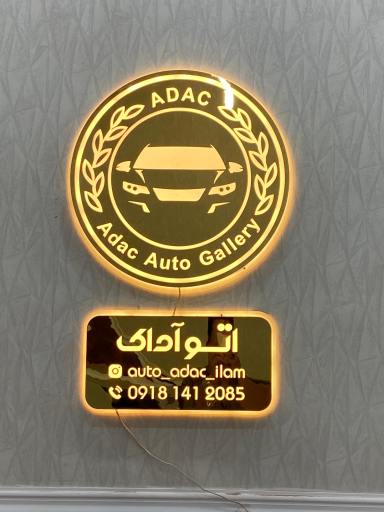 ADAC
Adac Auto Gallery
اتو آداک
auto_adac_ilam
0918 141 2085